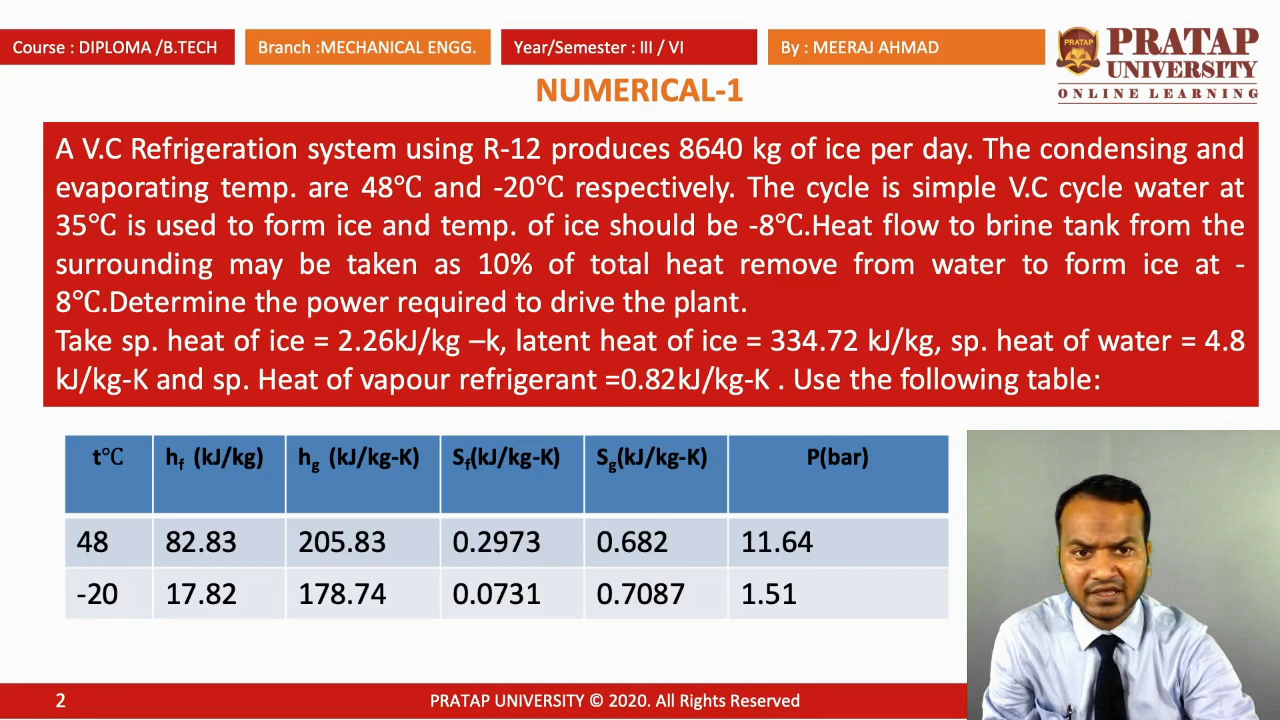 Course : DIPLOMA /B.TECH
Branch :MECHANICAL ENGG.
Year/Semester : III / VI
By : MEERAJ AHMAD
PRATAP
PRATAP
UNIVERSITY
ONLINE LEARNING
NUMERICAL-1
A V.C Refrigeration system using R-12 produces 8640 kg of ice per day. The condensing and
evaporating temp. are 48℃ and -20℃ respectively. The cycle is simple V.C cycle water at
35℃ is used to form ice and temp. of ice should be -8℃.Heat flow to brine tank from the
surrounding may be taken as 10% of total heat remove from water to form ice at -
8℃.Determine the power required to drive the plant.
Take sp. heat of ice = 2.26kJ/kg –k, latent heat of ice = 334.72 kJ/kg, sp. heat of water = 4.8
kJ/kg-K and sp. Heat of vapour refrigerant =0.82kJ/kg-K . Use the following table:
t℃ hf (kJ/kg) hg (kJ/kg-K) Sf(kJ/kg-K) Sg(kJ/kg-K) P(bar)
48 82.83 205.83 0.2973 0.682 11.64
-20 17.82 178.74 0.0731 0.7087 1.51
2
PRATAP UNIVERSITY © 2020. All Rights Reserved